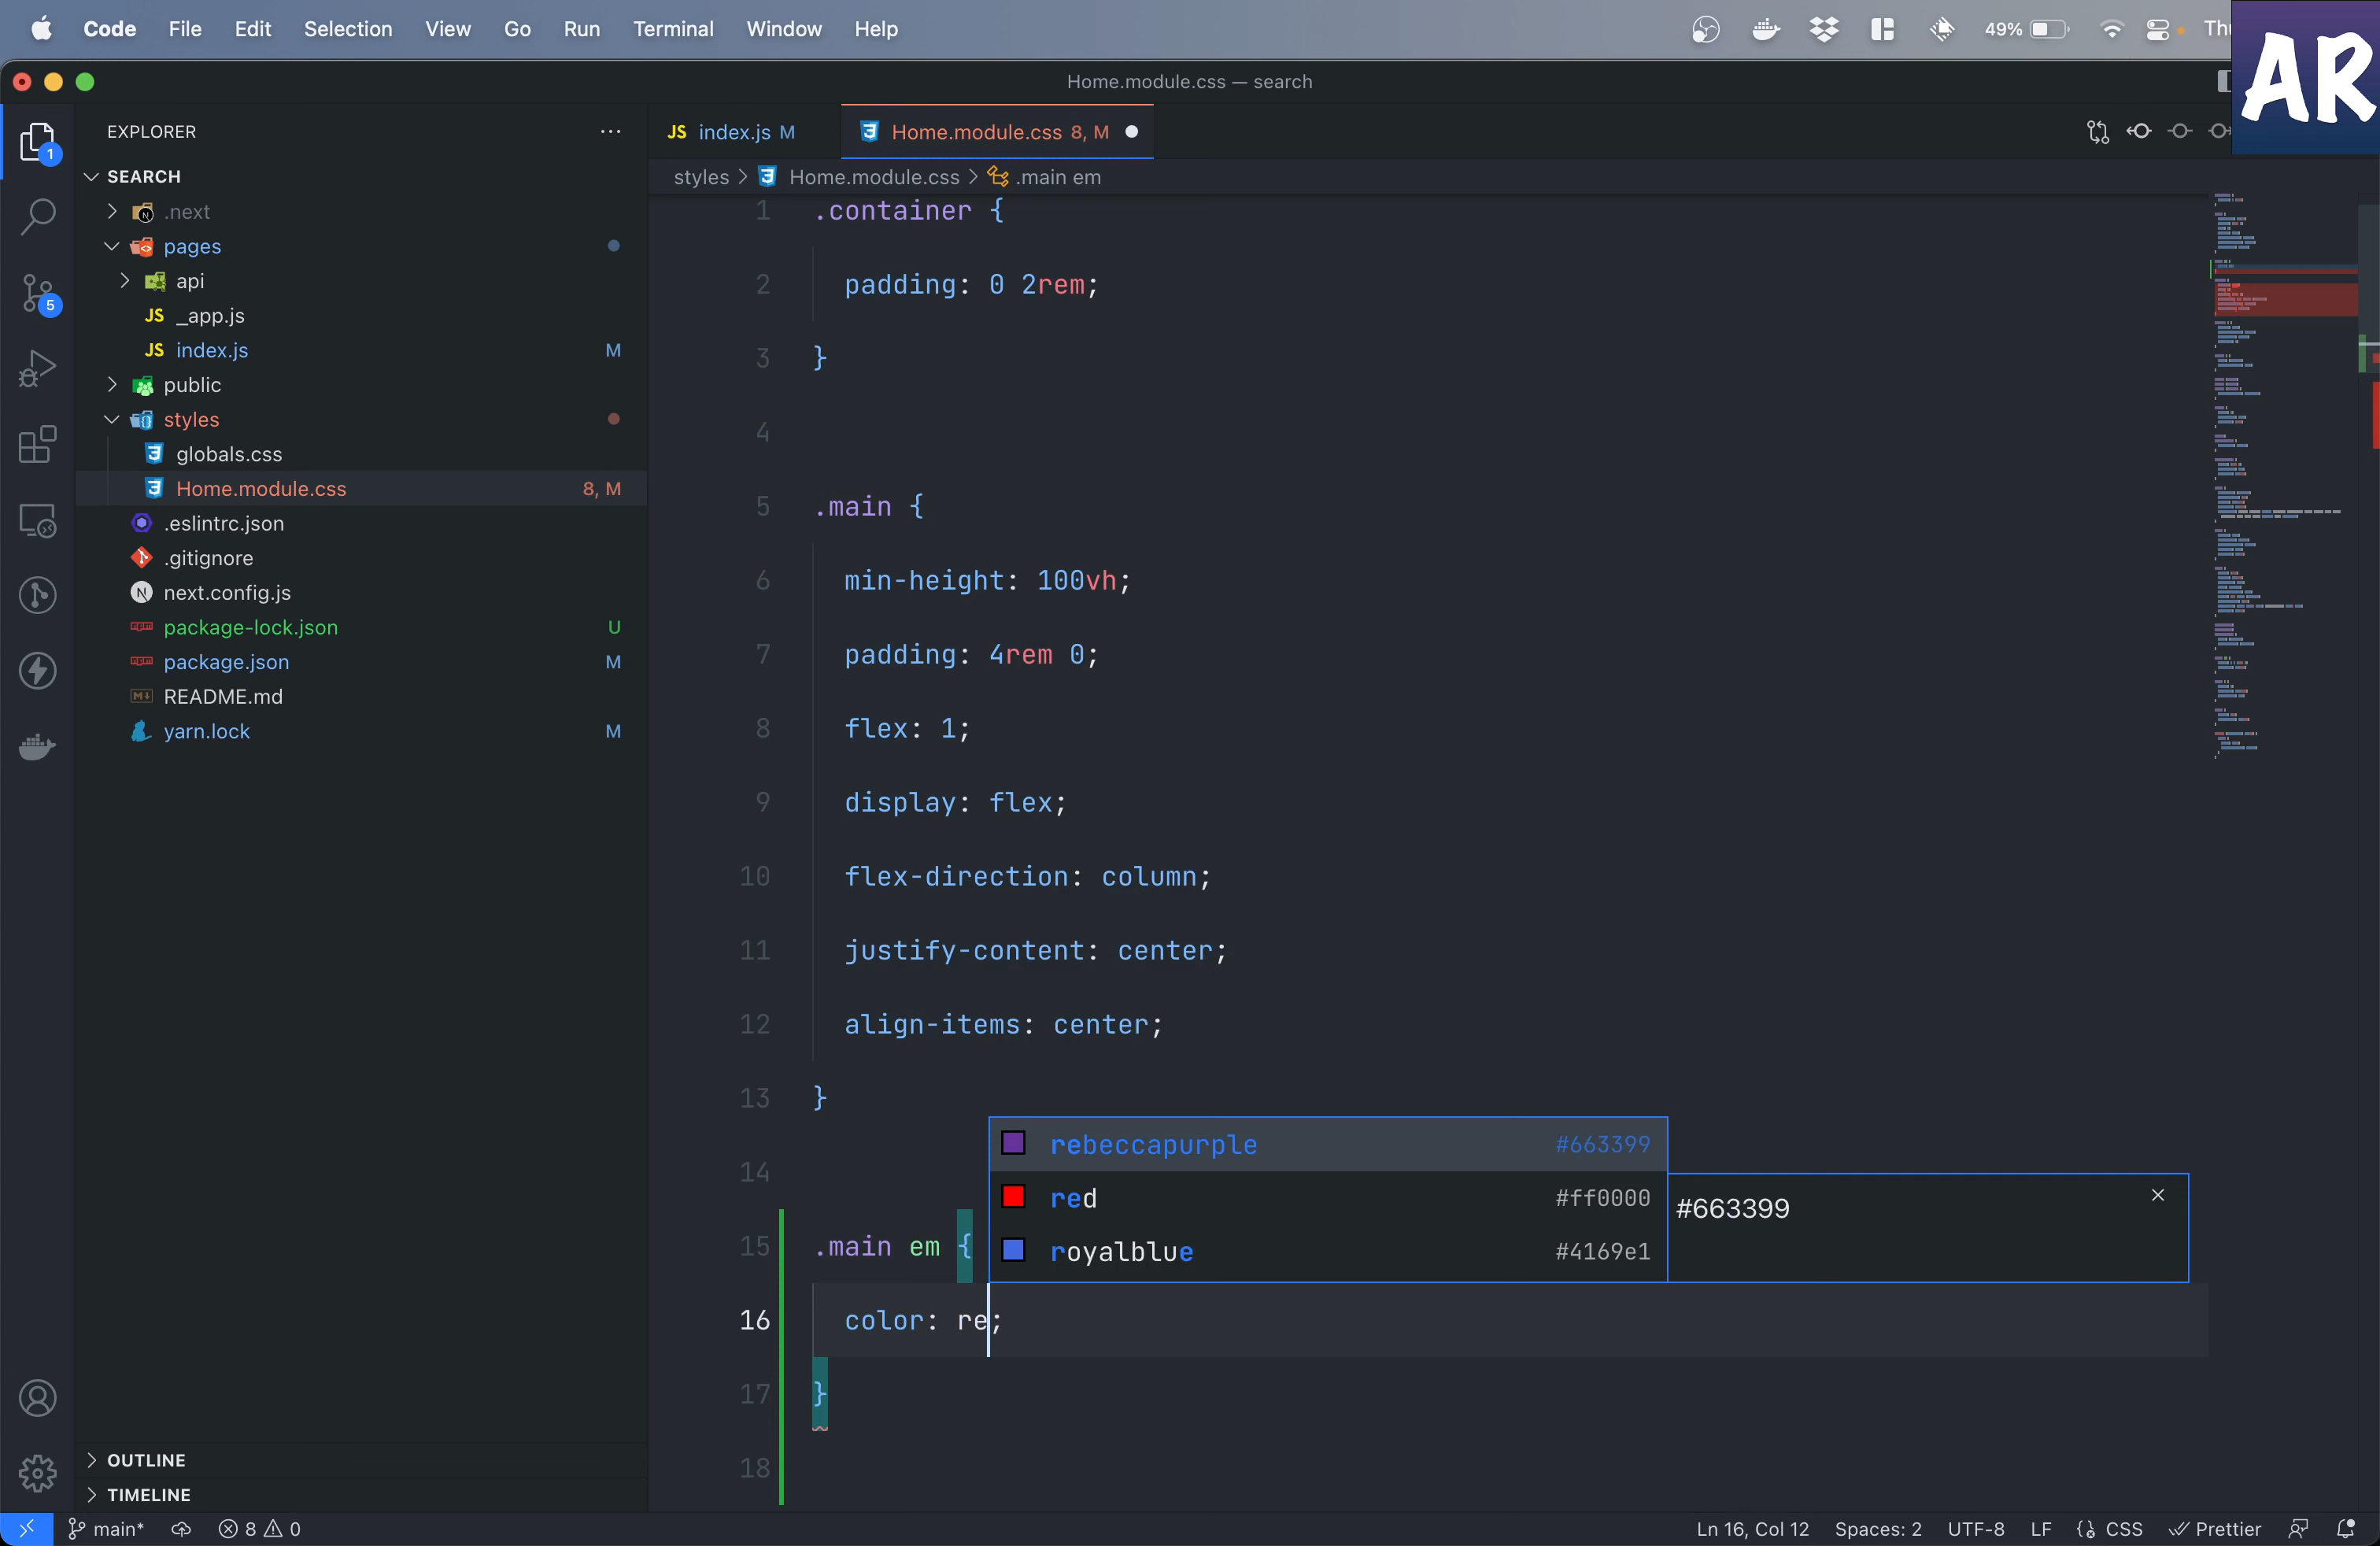 Code File Edit Selection View Go Run Terminal Window Help 49% Thu
AR
Home.module.css — search
EXPLORER
SEARCH
.next
pages
api
JS _app.js
JS index.js M
public
styles
globals.css
Home.module.css 8, M
.eslintrc.json
.gitignore
next.config.js
package-lock.json U
package.json M
README.md
yarn.lock M
OUTLINE
TIMELINE
1
5
JS index.js M
Home.module.css 8, M
styles > Home.module.css > .main em
1 .container {
2 padding: 0 2rem;
3 }
4
5 .main {
6 min-height: 100vh;
7 padding: 4rem 0;
8 flex: 1;
9 display: flex;
10 flex-direction: column;
11 justify-content: center;
12 align-items: center;
13 }
14
rebeccapurple #663399
red #ff0000
royalblue #4169e1
#663399
15 .main em {
16 color: re;
17 }
18
main* 8 0 Ln 16, Col 12 Spaces: 2 UTF-8 LF CSS Prettier